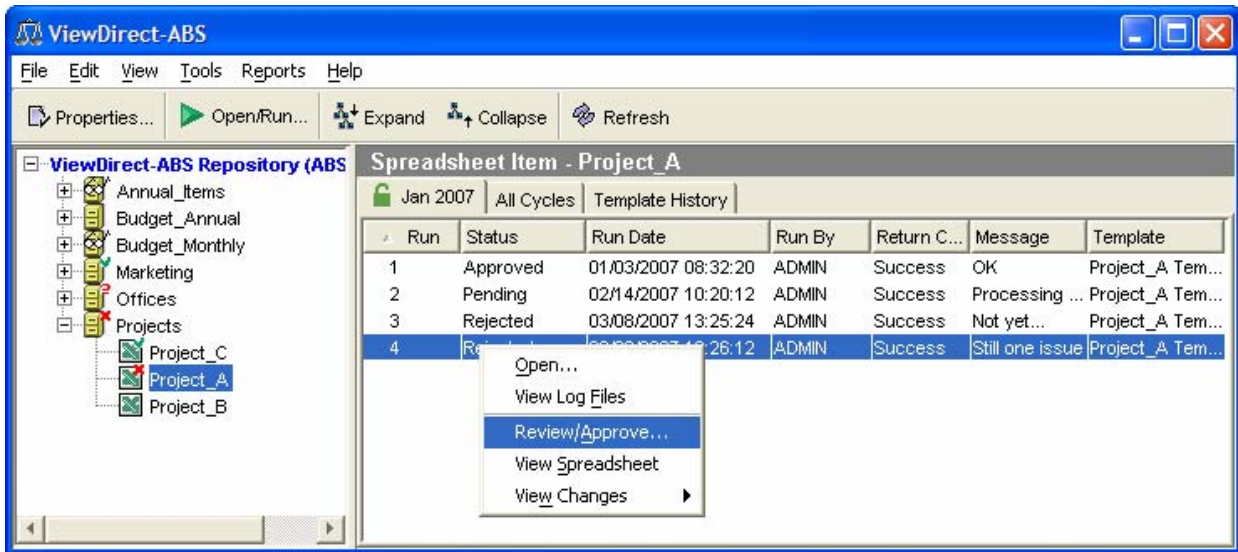 ViewDirect-ABS
File Edit View Tools Reports Help
Properties... Open/Run... Expand Collapse Refresh
ViewDirect-ABS Repository (ABS
Annual_Items
Budget_Annual
Budget_Monthly
Marketing
Offices
Projects
Project_C
Project_A
Project_B
Spreadsheet Item - Project_A
Jan 2007 All Cycles Template History
Run Status Run Date Run By Return C... Message Template
1 Approved 01/03/2007 08:32:20 ADMIN Success OK Project_A Tem...
2 Pending 02/14/2007 10:20:12 ADMIN Success Processing ... Project_A Tem...
3 Rejected 03/08/2007 13:25:24 ADMIN Success Not yet... Project_A Tem...
4 :26:12 ADMIN Success Still one issue Project_A Tem...
Open...
View Log Files
Review/Approve...
View Spreadsheet
View Changes